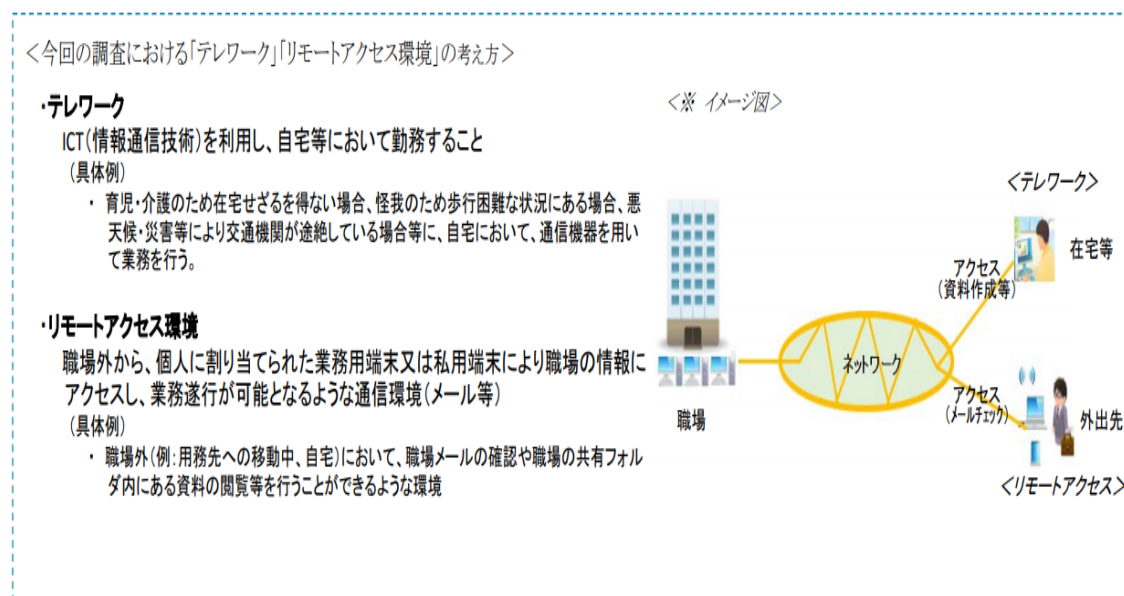 ＜今回の調査における「テレワーク」「リモートアクセス環境」の考え方＞
・テレワーク
ICT（情報通信技術）を利用し、自宅等において勤務すること
（具体例）
・ 育児・介護のため在宅せざるを得ない場合、怪我のため歩行困難な状況にある場合、悪
天候・災害等により交通機関が途絶している場合等に、自宅において、通信機器を用い
て業務を行う。
・リモートアクセス環境
職場外から、個人に割り当てられた業務用端末又は私用端末により職場の情報に
アクセスし、業務遂行が可能となるような通信環境（メール等）
（具体例）
・ 職場外（例：用務先への移動中、自宅）において、職場メールの確認や職場の共有フォル
ダ内にある資料の閲覧等を行うことができるような環境
＜※ イメージ図＞
＜テレワーク＞
在宅等
アクセス
（資料作成等）
ネットワーク
職場
アクセス
（メールチェック）
外出先
＜リモートアクセス＞